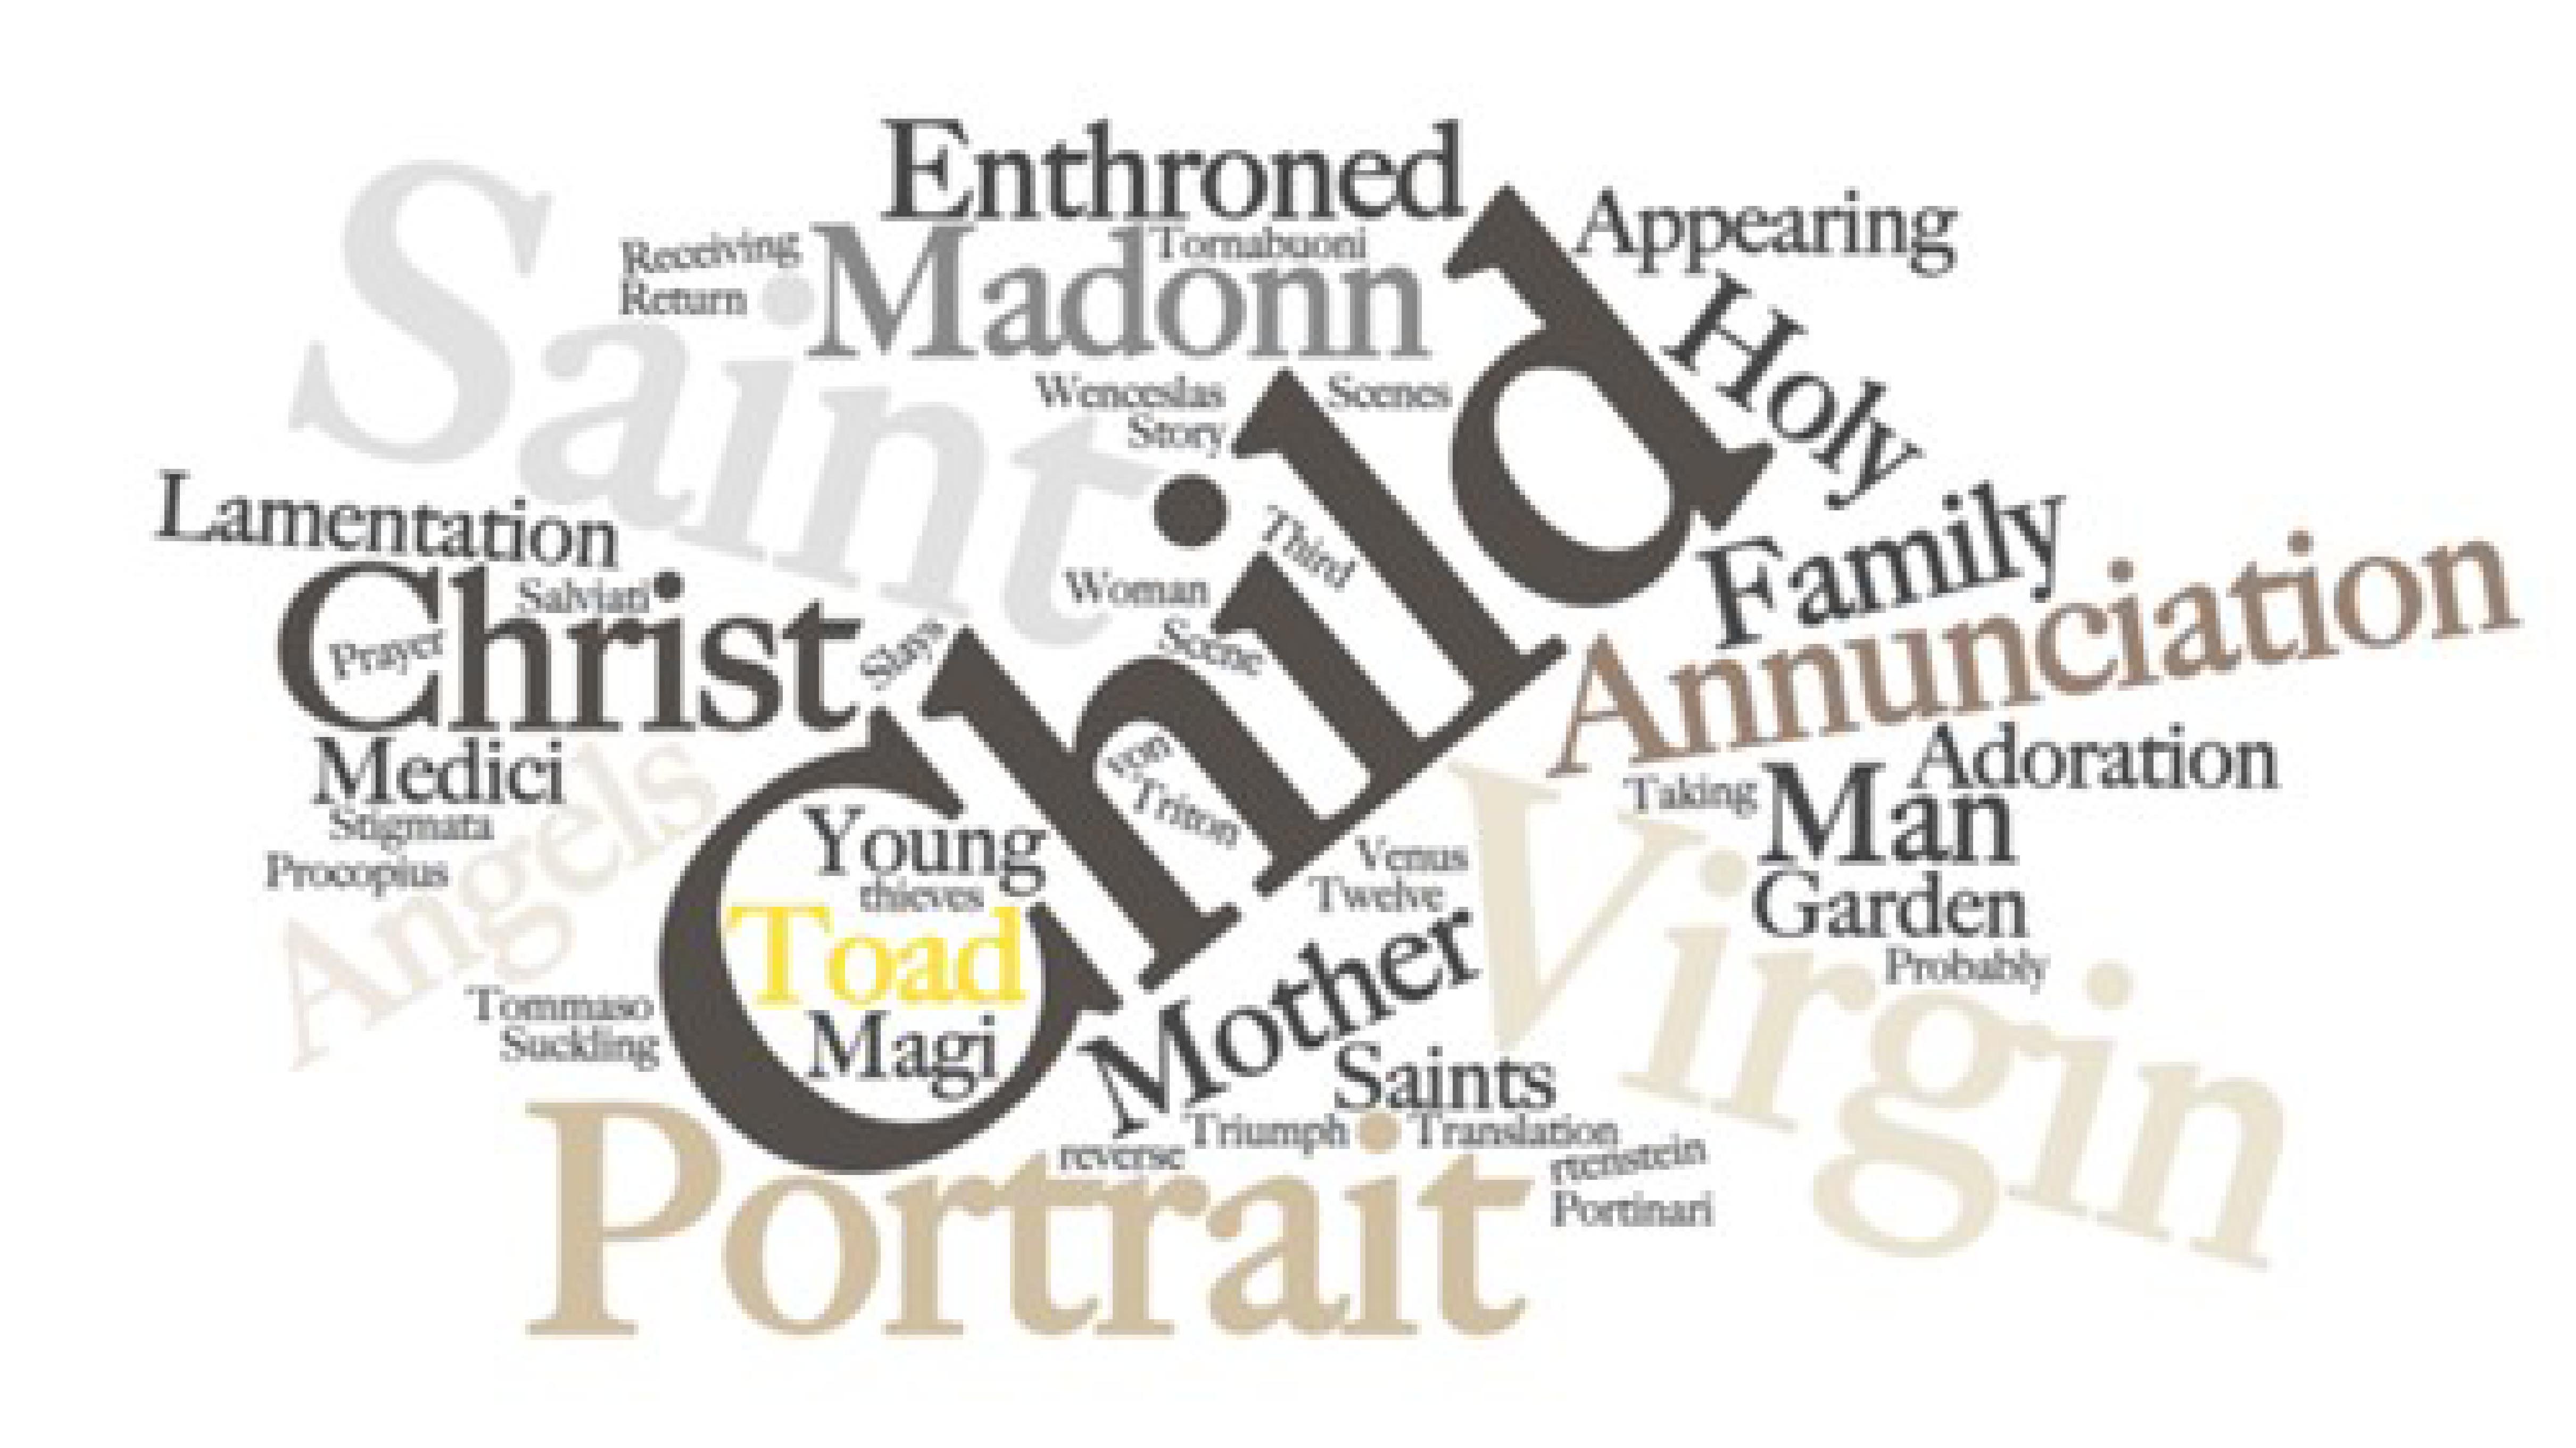 Enthroned
Saint
Appearing
Receiving
Tornabuoni
Madonn
Return
Holy
Child
Wenceslas
Scenes
Story
Lamentation
Family
Third
Annunciation
Salviati
Christ
Woman
Prayer
Slays
Scene
Medici
von
Adoration
Angels
Taking
Man
Triton
Stigmata
Young
Venus
Virgin
Procopius
thieves
Twelve
Garden
Toad
Mother
Probably
Tommaso
Magi
Suckling
Saints
Portrait
Triumph
Translation
reverse
rtenstein
Portinari